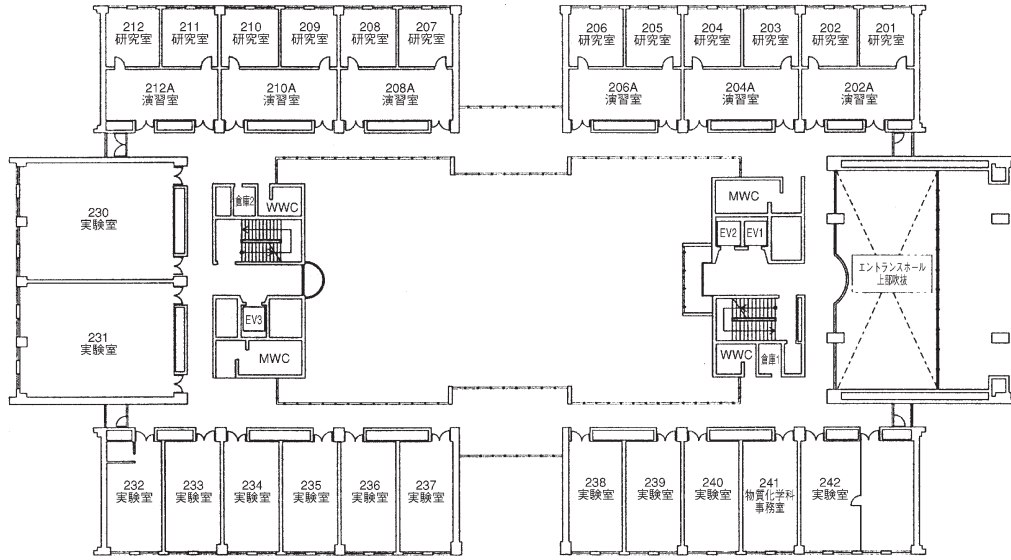 212
研究室
211
研究室
210
研究室
209
研究室
208
研究室
207
研究室
206
研究室
205
研究室
204
研究室
203
研究室
202
研究室
201
研究室
212A
演習室
210A
演習室
208A
演習室
206A
演習室
204A
演習室
202A
演習室
230
実験室
倉庫2
WWC
MWC
EV2
EV1
エントランスホール
上部吹抜
231
実験室
EV3
MWC
WWC
倉庫1
232
実験室
233
実験室
234
実験室
235
実験室
236
実験室
237
実験室
238
実験室
239
実験室
240
実験室
241
物質化学科
事務室
242
実験室